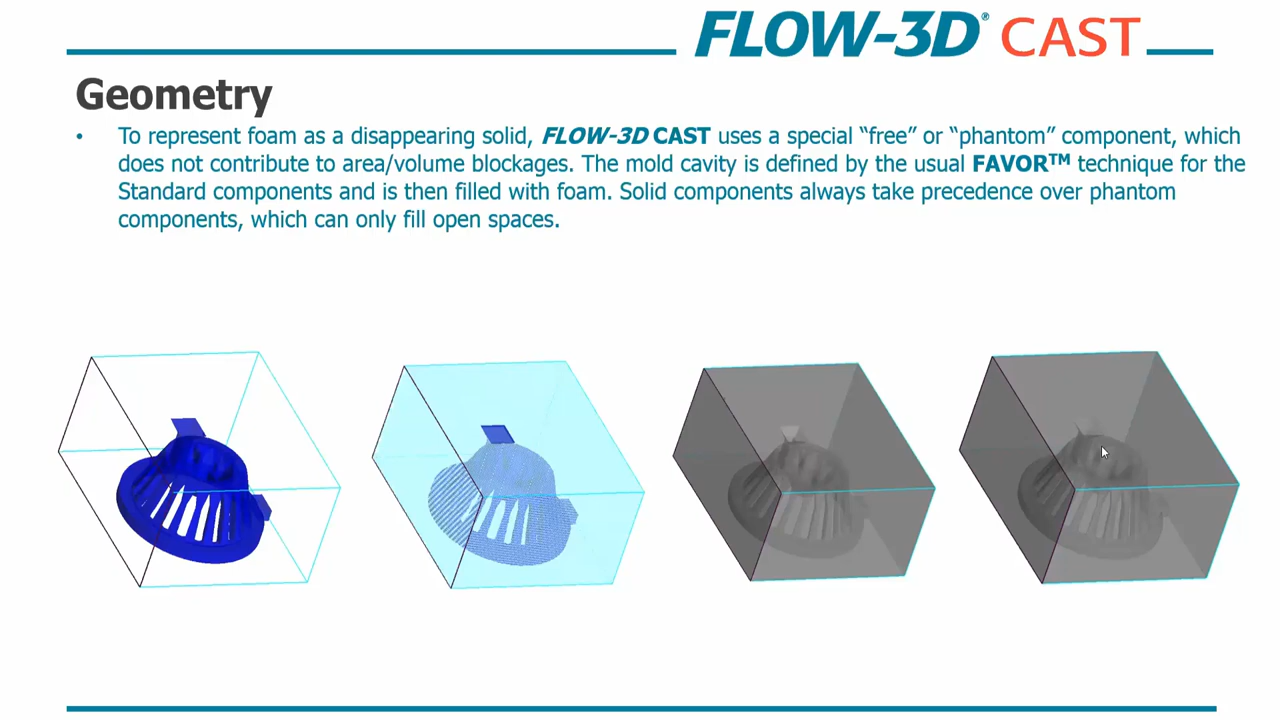 FLOW-3D® CAST
Geometry
• To represent foam as a disappearing solid, FLOW-3D CAST uses a special “free” or “phantom” component, which
does not contribute to area/volume blockages. The mold cavity is defined by the usual FAVOR™ technique for the
Standard components and is then filled with foam. Solid components always take precedence over phantom
components, which can only fill open spaces.